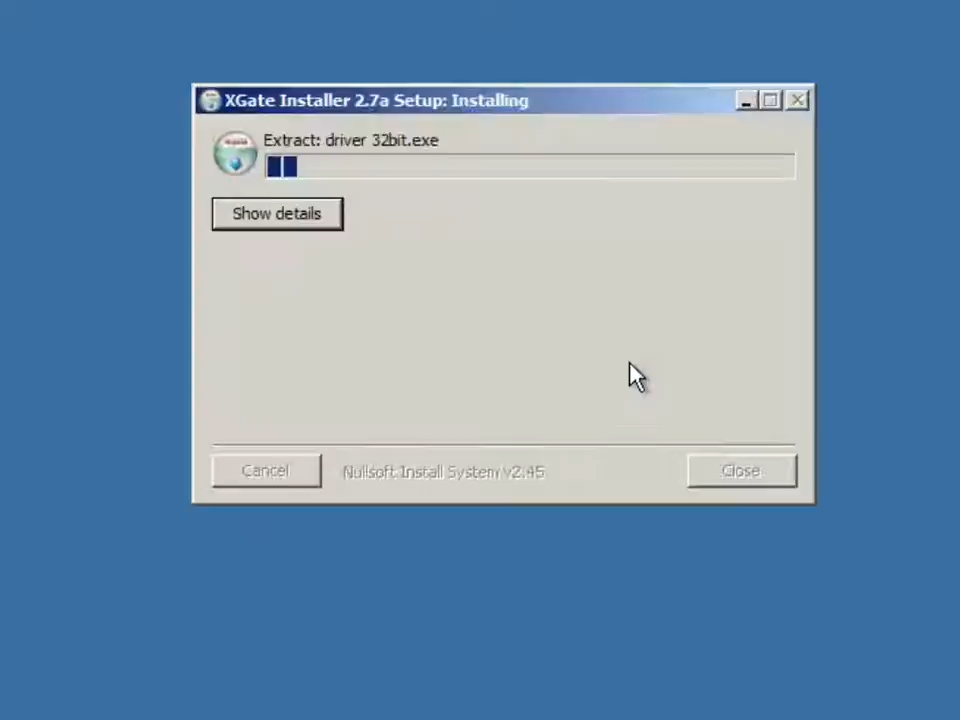 XGate Installer 2.7a Setup: Installing
Extract: driver 32bit.exe
Show details
Cancel
Nullsoft Install System v2.45
Close